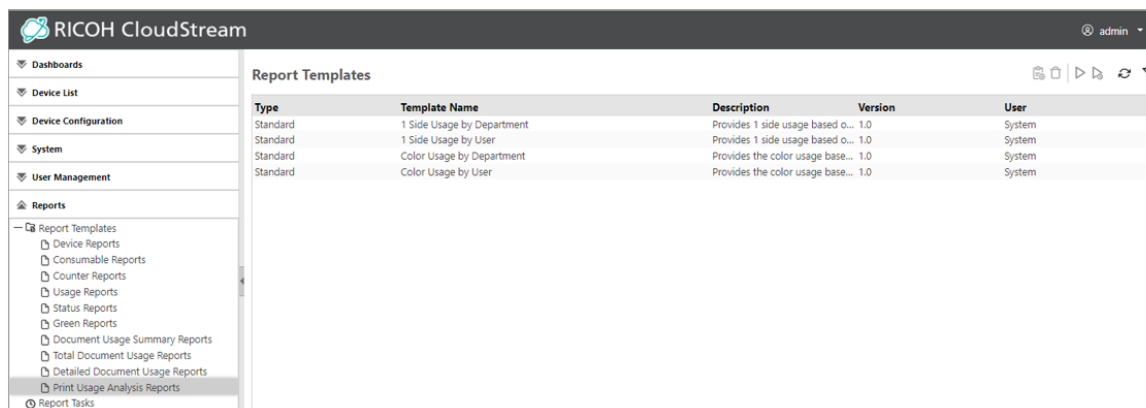 RICOH CloudStream
admin
Dashboards
Device List
Device Configuration
System
User Management
Reports
Report Templates
Device Reports
Consumable Reports
Counter Reports
Usage Reports
Status Reports
Green Reports
Document Usage Summary Reports
Total Document Usage Reports
Detailed Document Usage Reports
Print Usage Analysis Reports
Report Tasks
Report Templates
Type Template Name Description Version User
Standard 1 Side Usage by Department Provides 1 side usage based o... 1.0 System
Standard 1 Side Usage by User Provides 1 side usage based o... 1.0 System
Standard Color Usage by Department Provides the color usage base... 1.0 System
Standard Color Usage by User Provides the color usage base... 1.0 System